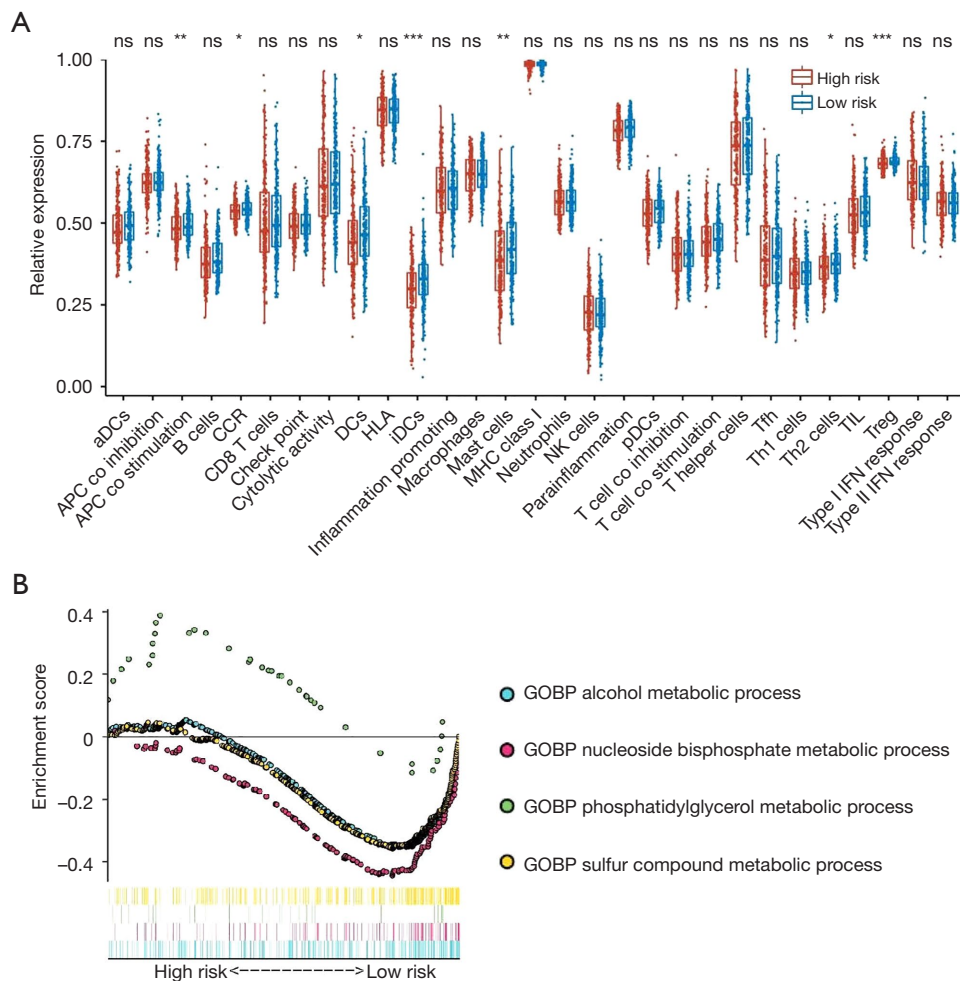 A
ns ns ** ns * ns ns ns * ns *** ns ns ** ns ns ns ns ns ns ns ns ns ns * ns *** ns ns
1.00
0.75
0.50
0.25
0.00
Relative expression
High risk
Low risk
aDCs
APC co inhibition
APC co stimulation
B cells
CCR
CD8 T cells
Check point
Cytolytic activity
DCs
HLA
iDCs
Inflammation promoting
Macrophages
Mast cells
MHC class I
Neutrophils
NK cells
Parainflammation
pDCs
T cell co inhibition
T cell co stimulation
T helper cells
Tfh
Th1 cells
Th2 cells
TIL
Treg
Type I IFN response
Type II IFN response
B
0.4
0.2
0
−0.2
−0.4
Enrichment score
GOBP alcohol metabolic process
GOBP nucleoside bisphosphate metabolic process
GOBP phosphatidylglycerol metabolic process
GOBP sulfur compound metabolic process
High risk <-----------> Low risk